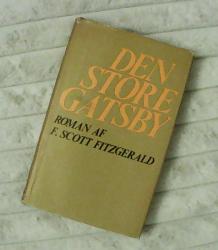 DEN
STORE
GATSBY
ROMAN AF
F. SCOTT FITZGERALD